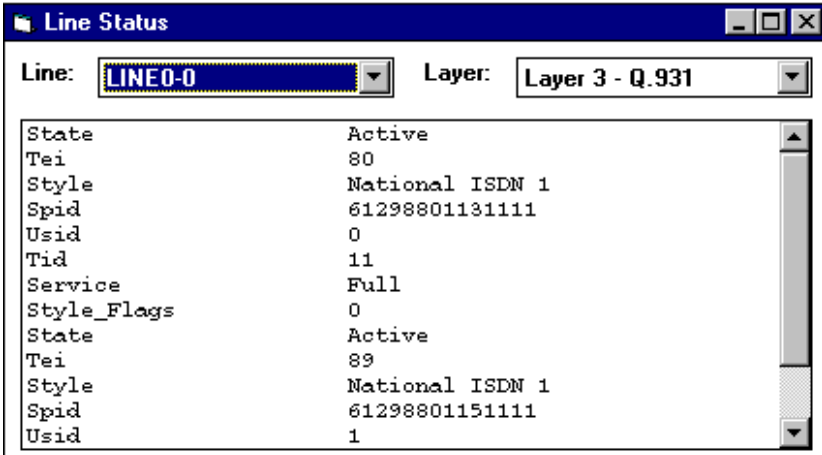 Line Status
Line: LINE0-0 Layer: Layer 3 - Q.931
State Active
Tei 80
Style National ISDN 1
Spid 61298801131111
Usid 0
Tid 11
Service Full
Style_Flags 0
State Active
Tei 89
Style National ISDN 1
Spid 61298801151111
Usid 1